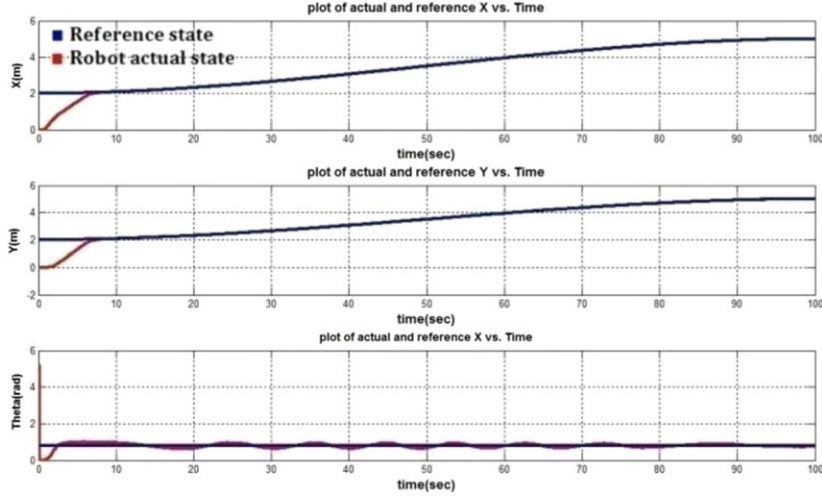 plot of actual and reference X vs. Time
Reference state
Robot actual state
X(m)
6
4
2
0
0 10 20 30 40 50 60 70 80 90 100
time(sec)
plot of actual and reference Y vs. Time
Y(m)
6
4
2
0
-2
0 10 20 30 40 50 60 70 80 90 100
time(sec)
plot of actual and reference X vs. Time
Theta(rad)
6
4
2
0
0 10 20 30 40 50 60 70 80 90 100
time(sec)